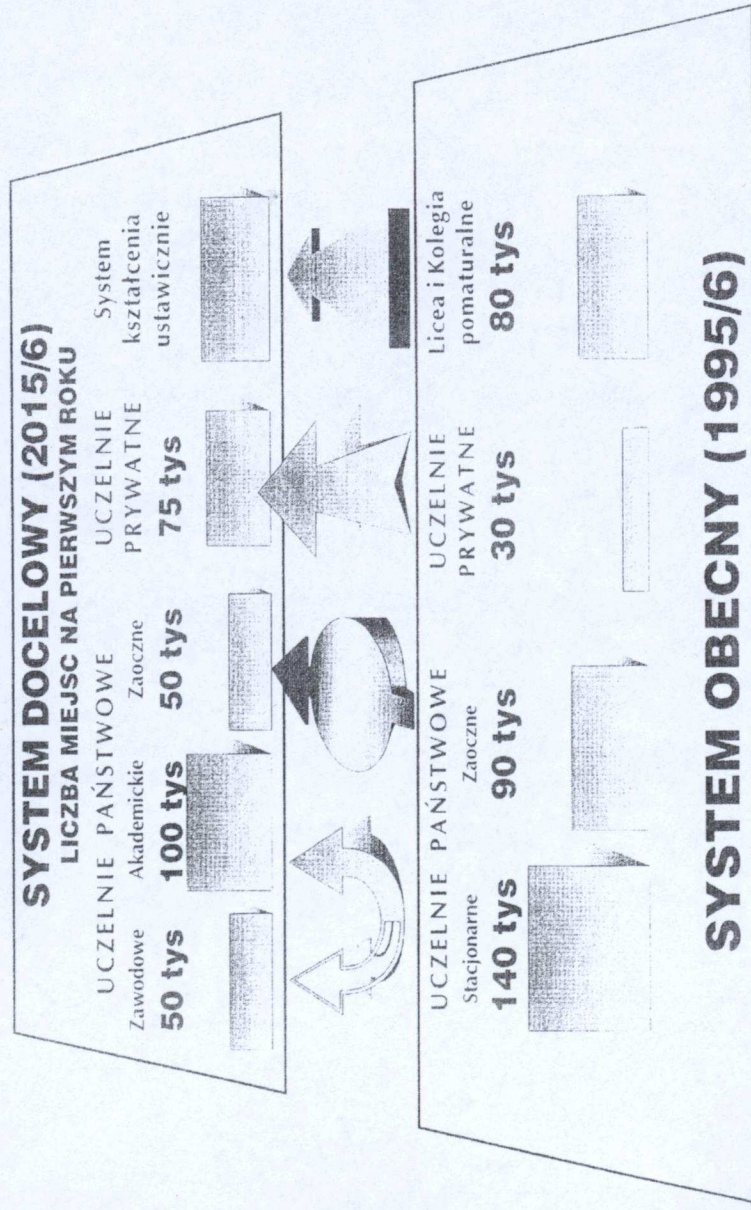 SYSTEM DOCELOWY (2015/6)
LICZBA MIEJSC NA PIERWSZYM ROKU
UCZELNIE PAŃSTWOWE
Zawodowe
50 tys
Akademickie
100 tys
Zaoczne
50 tys
UCZELNIE
PRYWATNE
75 tys
System
kształcenia
ustawicznie
UCZELNIE PAŃSTWOWE
Stacjonarne
140 tys
Zaoczne
90 tys
UCZELNIE
PRYWATNE
30 tys
Licea i Kolegia
pomaturalne
80 tys
SYSTEM OBECNY (1995/6)